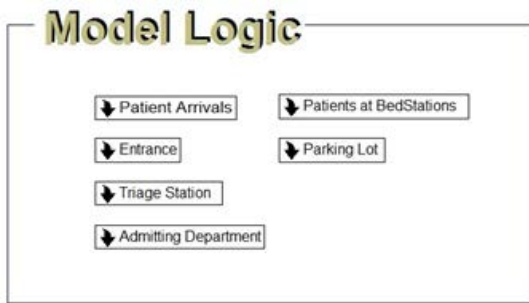 Model Logic
Patient Arrivals
Entrance
Triage Station
Admitting Department
Patients at BedStations
Parking Lot